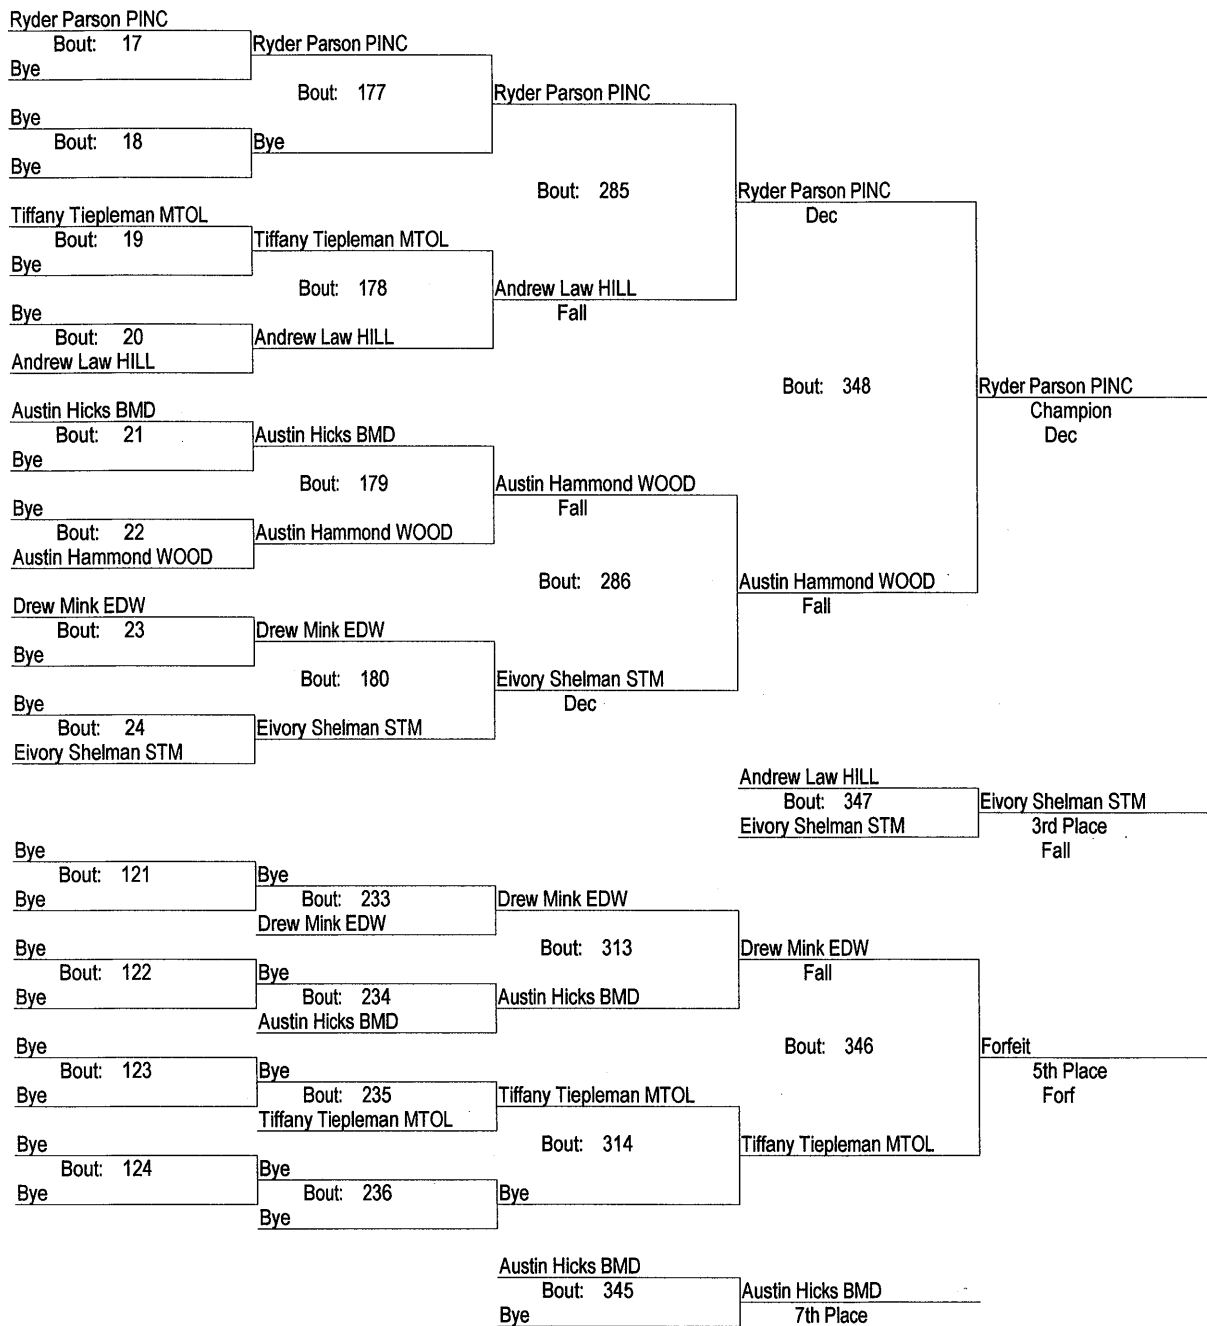 Ryder Parson PINC
Bout: 17
Bye
Ryder Parson PINC
Bout: 177
Ryder Parson PINC
Bye
Bout: 18
Bye
Bye
Bout: 285
Ryder Parson PINC
Dec
Tiffany Tiepleman MTOL
Bout: 19
Bye
Tiffany Tiepleman MTOL
Bout: 178
Andrew Law HILL
Fall
Bye
Bout: 20
Andrew Law HILL
Andrew Law HILL
Bout: 348
Ryder Parson PINC
Champion
Dec
Austin Hicks BMD
Bout: 21
Bye
Austin Hicks BMD
Bout: 179
Austin Hammond WOOD
Fall
Bye
Bout: 22
Austin Hammond WOOD
Austin Hammond WOOD
Bout: 286
Austin Hammond WOOD
Fall
Drew Mink EDW
Bout: 23
Bye
Drew Mink EDW
Bout: 180
Eivory Shelman STM
Dec
Bye
Bout: 24
Eivory Shelman STM
Eivory Shelman STM
Andrew Law HILL
Bout: 347
Eivory Shelman STM
Eivory Shelman STM
3rd Place
Fall
Bye
Bout: 121
Bye
Bye
Bout: 233
Drew Mink EDW
Drew Mink EDW
Bout: 313
Drew Mink EDW
Fall
Bye
Bout: 122
Bye
Bye
Bout: 234
Austin Hicks BMD
Austin Hicks BMD
Bout: 346
Forfeit
5th Place
Forf
Bye
Bout: 123
Bye
Bye
Bout: 235
Tiffany Tiepleman MTOL
Tiffany Tiepleman MTOL
Bout: 314
Tiffany Tiepleman MTOL
Bye
Bout: 124
Bye
Bye
Bout: 236
Bye
Bye
Austin Hicks BMD
Bout: 345
Bye
Austin Hicks BMD
7th Place